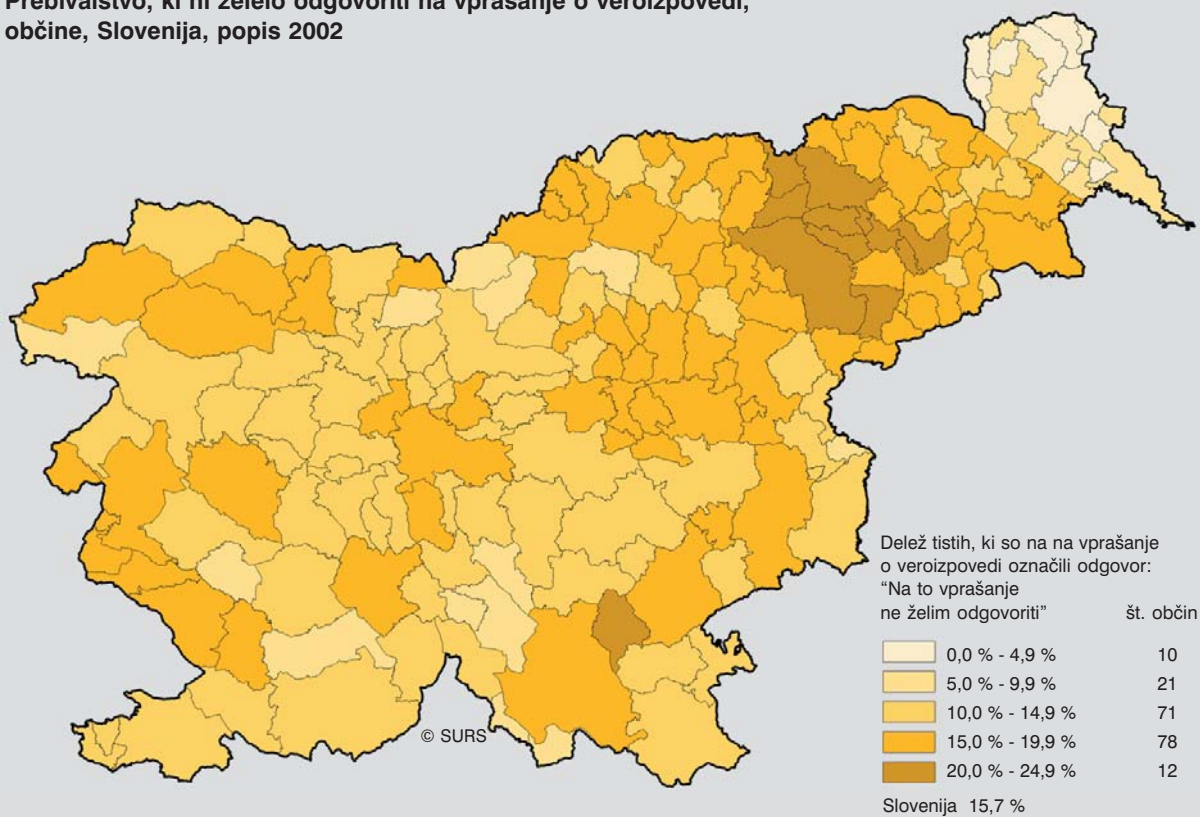 Prebivalstvo, ki ni želelo odgovoriti na vprašanje o veroizpovedi,
občine, Slovenija, popis 2002
© SURS
Delež tistih, ki so na na vprašanje
o veroizpovedi označili odgovor:
“Na to vprašanje
ne želim odgovoriti” št. občin
0,0 % - 4,9 % 10
5,0 % - 9,9 % 21
10,0 % - 14,9 % 71
15,0 % - 19,9 % 78
20,0 % - 24,9 % 12
Slovenija 15,7 %